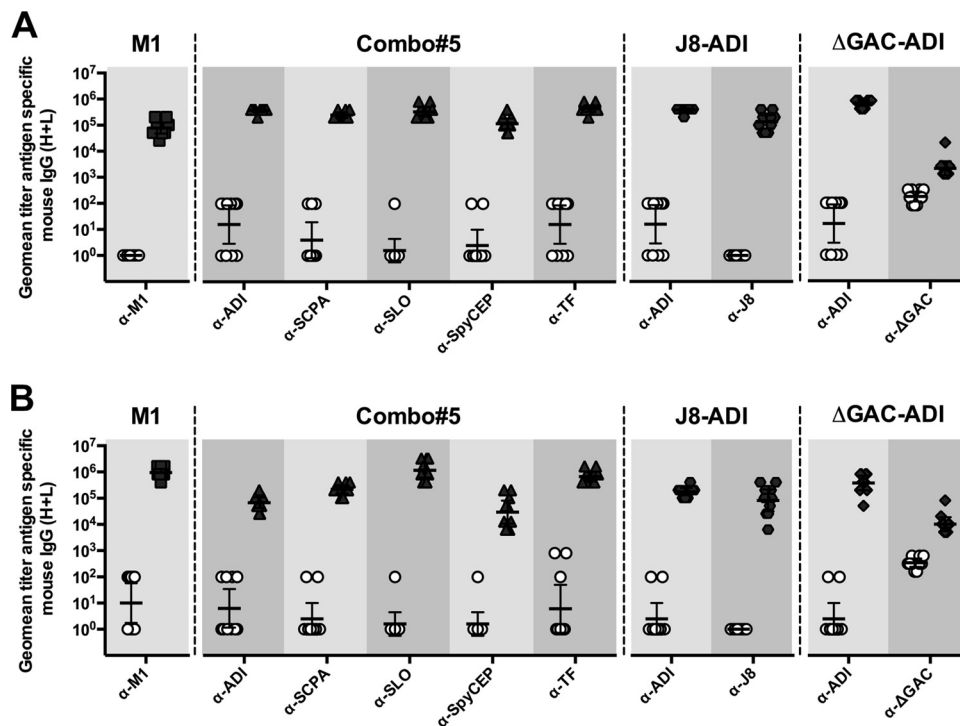 A
M1 Combo#5 J8-ADI ΔGAC-ADI
Geomean titer antigen specific
mouse IgG (H+L)
10⁷
10⁶
10⁵
10⁴
10³
10²
10¹
10⁰
α-M1 α-ADI α-SCPA α-SLO α-SpyCEP α-TF α-ADI α-J8 α-ADI α-ΔGAC
B
M1 Combo#5 J8-ADI ΔGAC-ADI
Geomean titer antigen specific
mouse IgG (H+L)
10⁷
10⁶
10⁵
10⁴
10³
10²
10¹
10⁰
α-M1 α-ADI α-SCPA α-SLO α-SpyCEP α-TF α-ADI α-J8 α-ADI α-ΔGAC